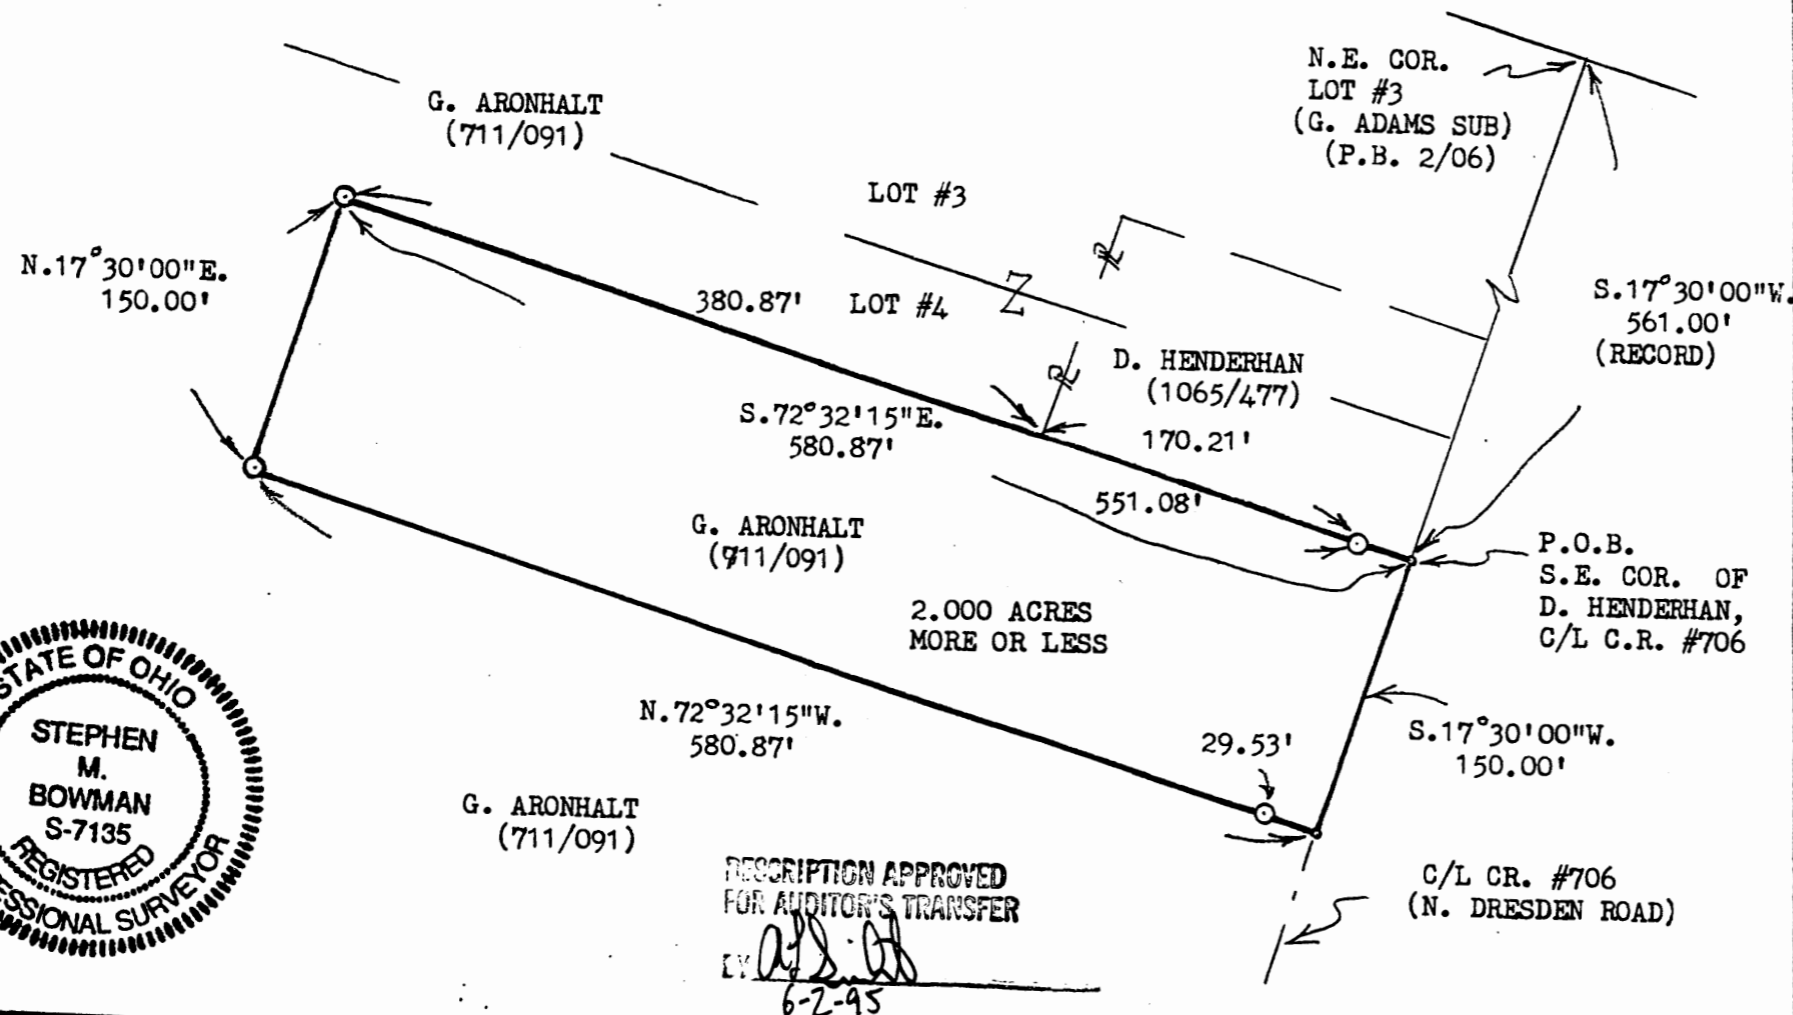 N.E. COR.
LOT #3
(G. ADAMS SUB)
(P.B. 2/06)
G. ARONHALT
(711/091)
LOT #3
N.17°30'00"E.
150.00'
380.87'
LOT #4
S.17°30'00"W.
561.00'
(RECORD)
D. HENDERHAN
(1065/477)
S.72°32'15"E.
580.87'
170.21'
551.08'
G. ARONHALT
(711/091)
P.O.B.
S.E. COR. OF
D. HENDERHAN,
C/L C.R. #706
2.000 ACRES
MORE OR LESS
N.72°32'15"W.
580.87'
29.53'
S.17°30'00"W.
150.00'
G. ARONHALT
(711/091)
C/L CR. #706
(N. DRESDEN ROAD)
STATE OF OHIO
STEPHEN
M.
BOWMAN
S-7135
REGISTERED
ESSIONAL SURVEYOR
DESCRIPTION APPROVED
FOR AUDITOR'S TRANSFER
BY
6-2-95